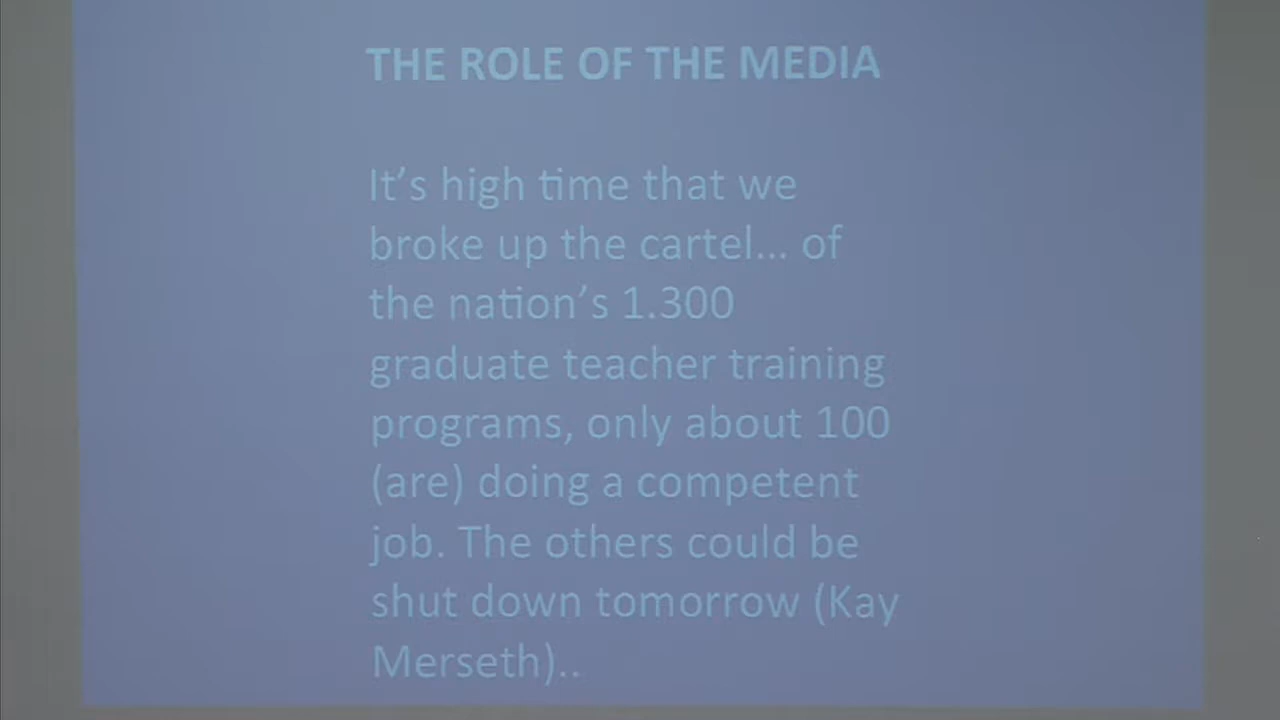 THE ROLE OF THE MEDIA
It’s high time that we
broke up the cartel... of
the nation’s 1.300
graduate teacher training
programs, only about 100
(are) doing a competent
job. The others could be
shut down tomorrow (Kay
Merseth)..